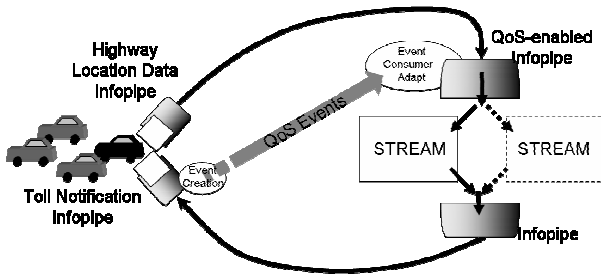 Highway
Location Data
Infopipe
QoS-enabled
Infopipe
Event
Consumer
Adapt
QoS Events
STREAM
STREAM
Event
Creation
Toll Notification
Infopipe
Infopipe